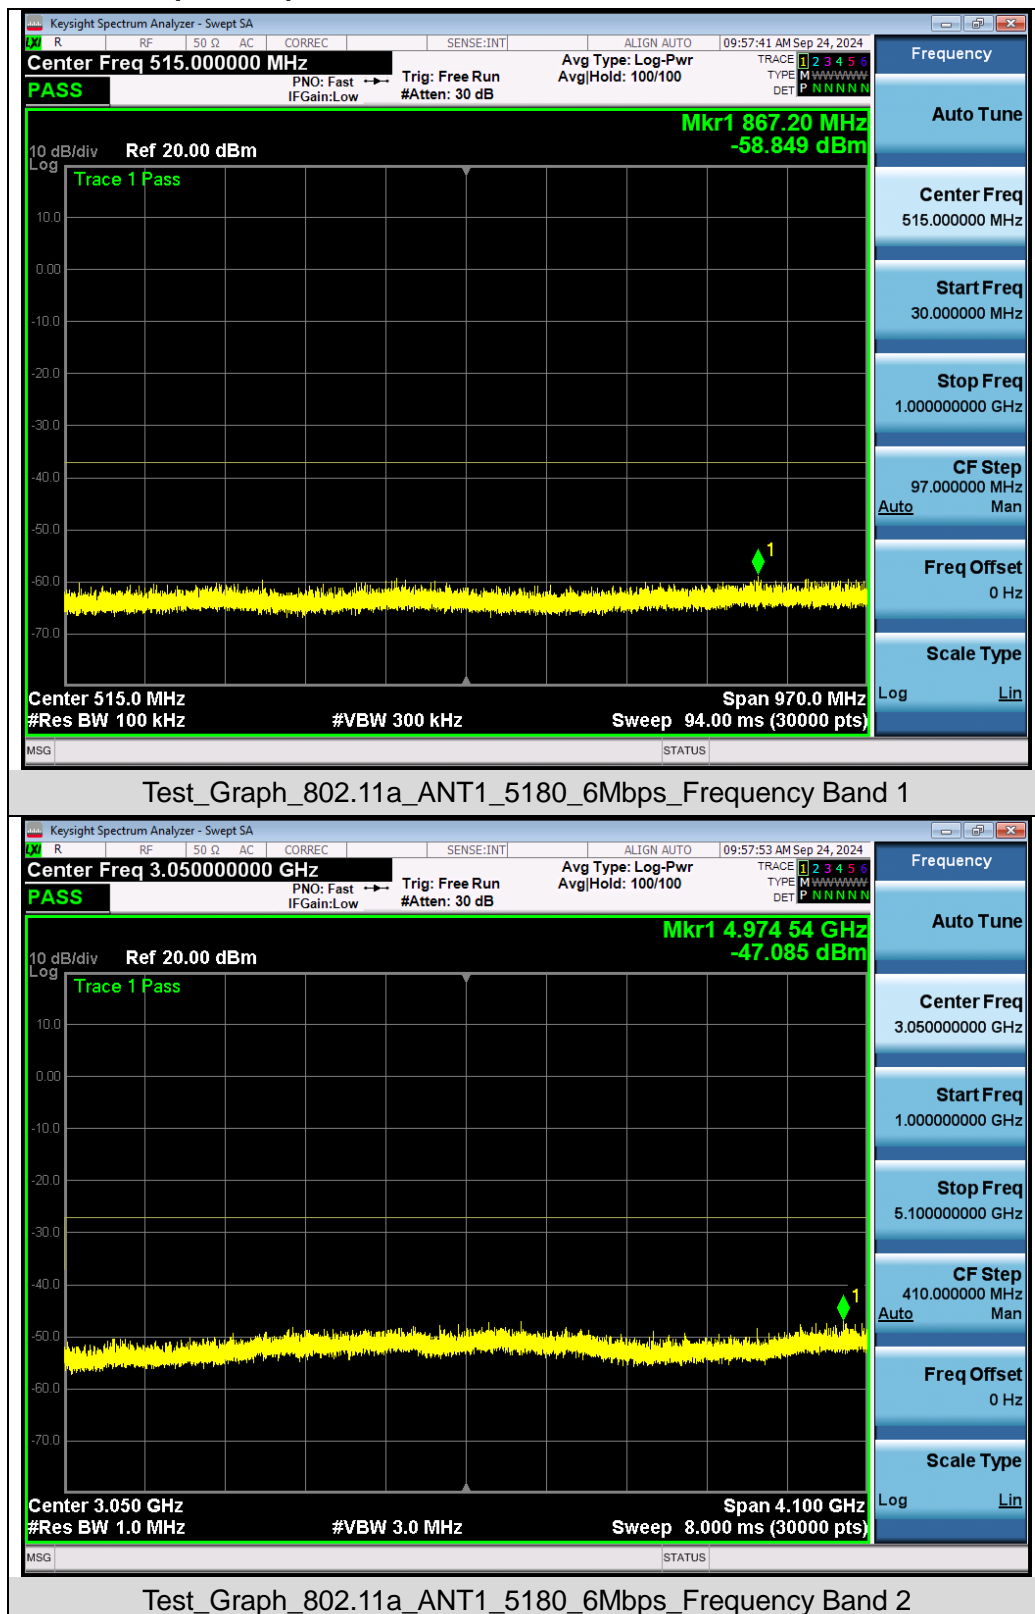 Keysight Spectrum Analyzer - Swept SA
LXI R RF 50 Ω AC CORREC SENSE:INT ALIGN AUTO 09:57:41 AM Sep 24, 2024
Center Freq 515.000000 MHz
PASS
PNO: Fast
IFGain:Low
Trig: Free Run
#Atten: 30 dB
Avg Type: Log-Pwr
Avg|Hold: 100/100
TRACE 1 2 3 4 5 6
TYPE M WWWWW
DET P N N N N N
Mkr1 867.20 MHz
-58.849 dBm
10 dB/div Ref 20.00 dBm
Log
Trace 1 Pass
10.0
0.00
-10.0
-20.0
-30.0
-40.0
-50.0
-60.0
-70.0
1
Center 515.0 MHz Span 970.0 MHz
#Res BW 100 kHz #VBW 300 kHz Sweep 94.00 ms (30000 pts)
MSG STATUS
Frequency
Auto Tune
Center Freq
515.000000 MHz
Start Freq
30.000000 MHz
Stop Freq
1.000000000 GHz
CF Step
97.000000 MHz
Auto Man
Freq Offset
0 Hz
Scale Type
Log Lin
Test_Graph_802.11a_ANT1_5180_6Mbps_Frequency Band 1
Keysight Spectrum Analyzer - Swept SA
LXI R RF 50 Ω AC CORREC SENSE:INT ALIGN AUTO 09:57:53 AM Sep 24, 2024
Center Freq 3.050000000 GHz
PASS
PNO: Fast
IFGain:Low
Trig: Free Run
#Atten: 30 dB
Avg Type: Log-Pwr
Avg|Hold: 100/100
TRACE 1 2 3 4 5 6
TYPE M WWWWW
DET P N N N N N
Mkr1 4.974 54 GHz
-47.085 dBm
10 dB/div Ref 20.00 dBm
Log
Trace 1 Pass
10.0
0.00
-10.0
-20.0
-30.0
-40.0
-50.0
-60.0
-70.0
1
Center 3.050 GHz Span 4.100 GHz
#Res BW 1.0 MHz #VBW 3.0 MHz Sweep 8.000 ms (30000 pts)
MSG STATUS
Frequency
Auto Tune
Center Freq
3.050000000 GHz
Start Freq
1.000000000 GHz
Stop Freq
5.100000000 GHz
CF Step
410.000000 MHz
Auto Man
Freq Offset
0 Hz
Scale Type
Log Lin
Test_Graph_802.11a_ANT1_5180_6Mbps_Frequency Band 2